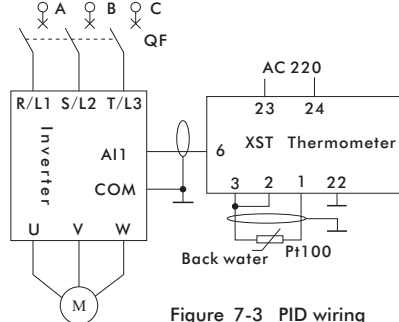 A B C
QF
AC 220
R/L1 S/L2 T/L3
23 24
Inverter
AI1
6
XST Thermometer
COM
3 2 1 22
U V W
Back water
Pt100
M
Figure 7-3 PID wiring